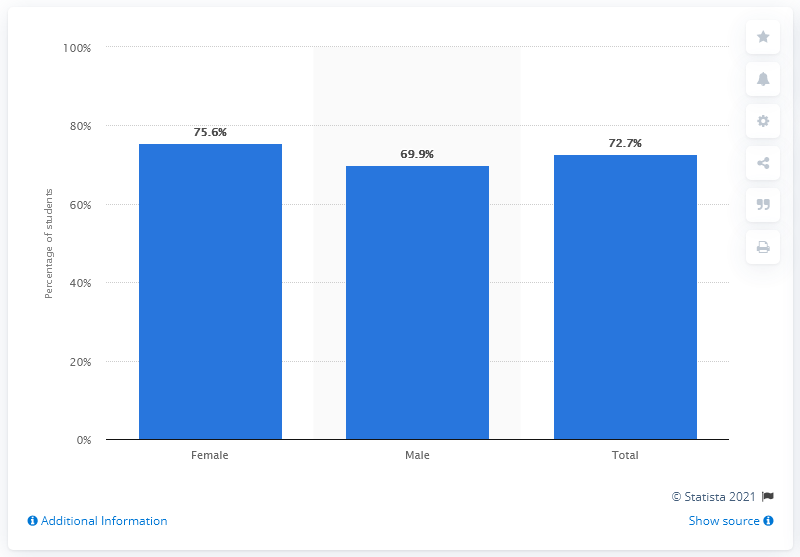 100%
80%
60%
40%
20%
0%
Percentage of students
75.6%
69.9%
72.7%
Female
Male
Total
© Statista 2021
Additional Information
Show source